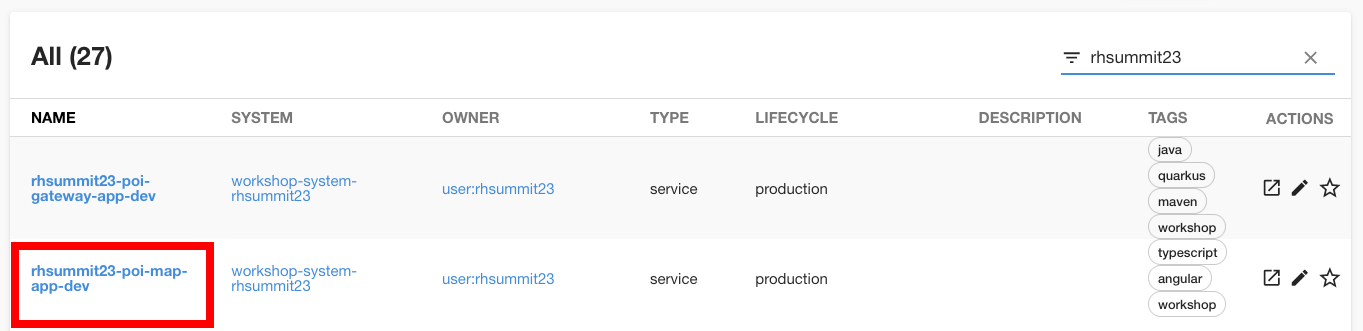 All (27)
rhsummit23
NAME SYSTEM OWNER TYPE LIFECYCLE DESCRIPTION TAGS ACTIONS
rhsummit23-poi-
gateway-app-dev
workshop-system-
rhsummit23
user:rhsummit23
service
production
java
quarkus
maven
workshop
rhsummit23-poi-map-
app-dev
workshop-system-
rhsummit23
user:rhsummit23
service
production
typescript
angular
workshop